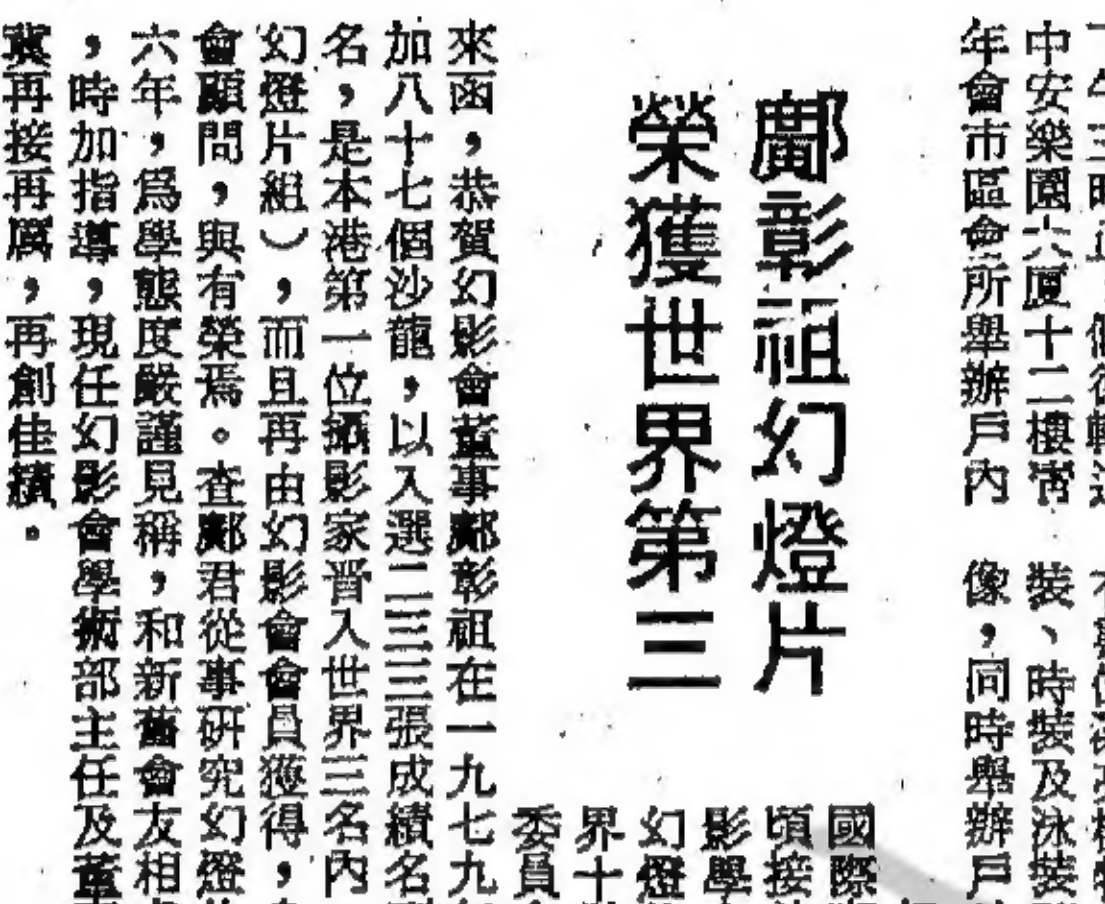 中安樂園大厦十二樓
年會市區會所舉辦戶內
裝、時裝及泳裝
像，同時舉辦戶
鄺彰祖幻燈片
榮獲世界第三
國際
頃接
影學
幻燈
界十
委員
來函，恭賀幻影會董事鄺彰祖在一九七九
加八十七個沙龍，以入選二三三張成績名
名，是本港第一位攝影家晋入世界三名內
幻燈片組），而且再由幻影會會員獲得，
會顧問，與有榮焉。查鄺君從事研究幻燈
六年，爲學態度嚴謹見稱，和新舊會友相
，時加指導，現任幻影會學術部主任及董
冀再接再厲，再創佳績。